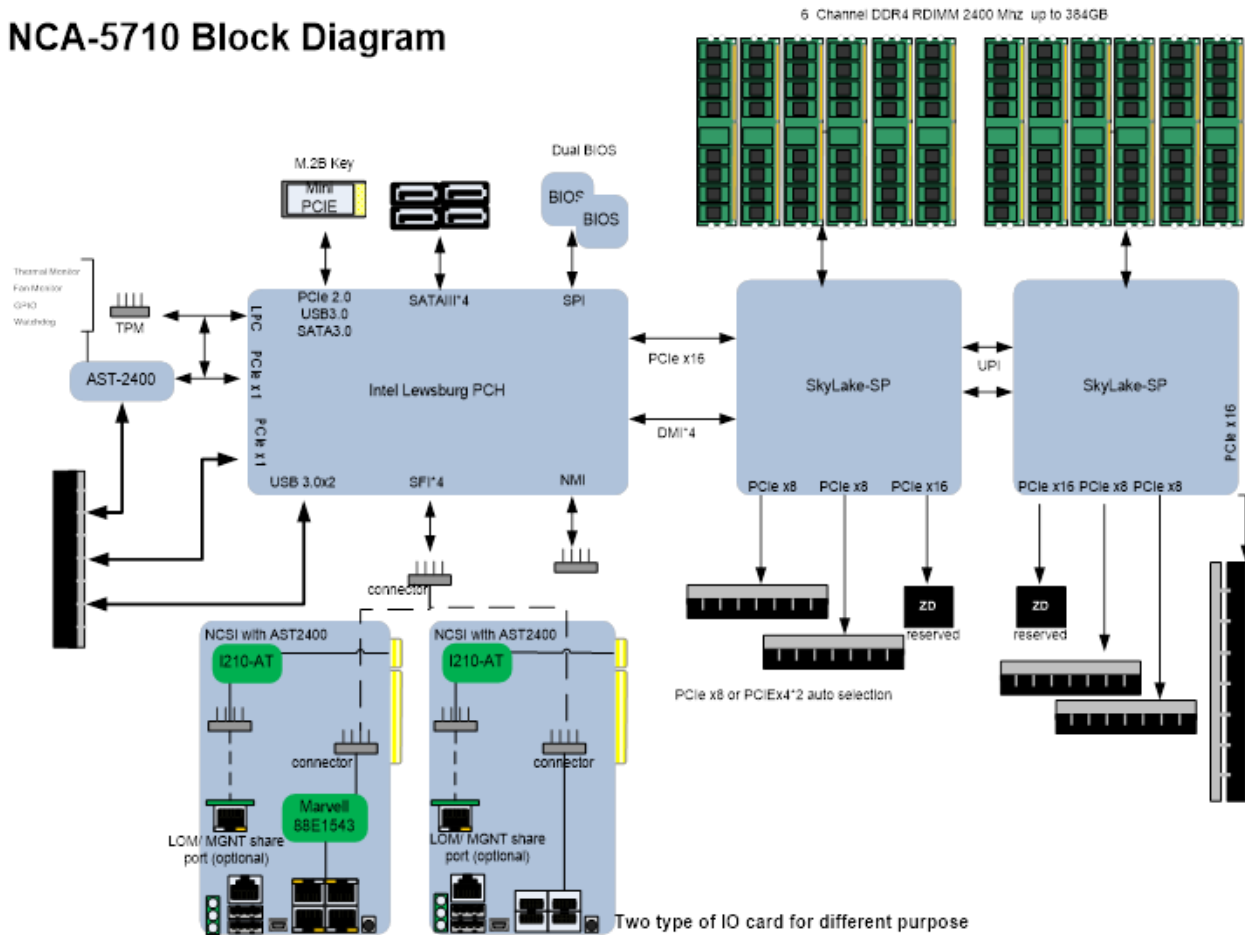 6 Channel DDR4 RDIMM 2400 Mhz up to 384GB
NCA-5710 Block Diagram
M.2B Key
Mini
PCIE
Dual BIOS
BIOS
BIOS
Thermal Monitor
Fan Monitor
GPIO
Watchdog
TPM
AST-2400
LPC
PCIe x1
PCIe x1
PCIe 2.0
USB3.0
SATA3.0
SATAIII*4
SPI
Intel Lewsburg PCH
USB 3.0x2
SFI*4
NMI
PCIe x16
DMI*4
SkyLake-SP
UPI
SkyLake-SP
PCIe x16
PCIe x8
PCIe x8
PCIe x16
PCIe x16
PCIe x8
PCIe x8
ZD
reserved
ZD
reserved
PCIe x8 or PCIEx4*2 auto selection
connector
NCSI with AST2400
I210-AT
connector
Marvell
88E1543
LOM/ MGNT share
port (optional)
NCSI with AST2400
I210-AT
connector
LOM/ MGNT share
port (optional)
Two type of IO card for different purpose